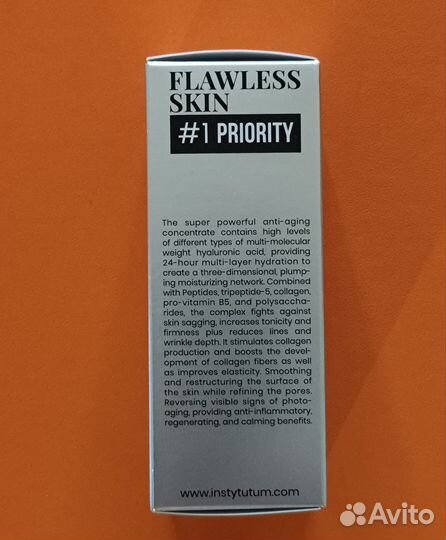 FLAWLESS
SKIN
#1 PRIORITY
The super powerful anti-aging
concentrate contains high levels
of different types of multi-molecular
weight hyaluronic acid, providing
24-hour multi-layer hydration to
create a three-dimensional, plump-
ing moisturizing network. Combined
with Peptides, tripeptide-5, collagen,
pro-vitamin B5, and polysaccha-
rides, the complex fights against
skin sagging, increases tonicity and
firmness plus reduces lines and
wrinkle depth. It stimulates collagen
production and boosts the devel-
opment of collagen fibers as well
as improves elasticity. Smoothing
and restructuring the surface of
the skin while refining the pores.
Reversing visible signs of photo-
aging, providing anti-inflammatory,
regenerating, and calming benefits.
www.instytutum.com
Avito